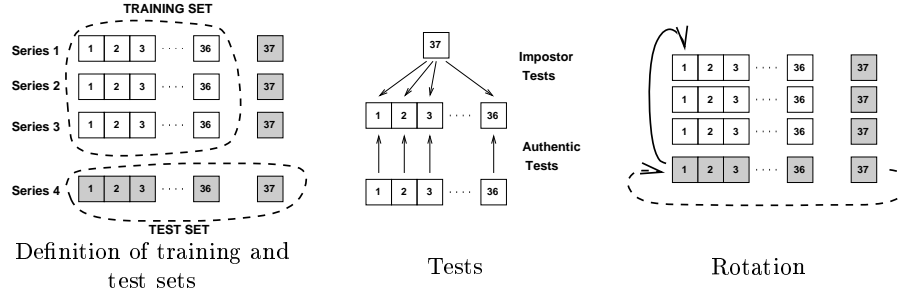 TRAINING SET
Series 1 1 2 3 . . . . 36 37
Series 2 1 2 3 . . . . 36 37
Series 3 1 2 3 . . . . 36 37
Series 4 1 2 3 . . . . 36 37
TEST SET
Definition of training and
test sets
37
Impostor
Tests
1 2 3 . . . . 36
Authentic
Tests
1 2 3 . . . . 36
Tests
1 2 3 . . . . 36 37
1 2 3 . . . . 36 37
1 2 3 . . . . 36 37
1 2 3 . . . . 36 37
Rotation